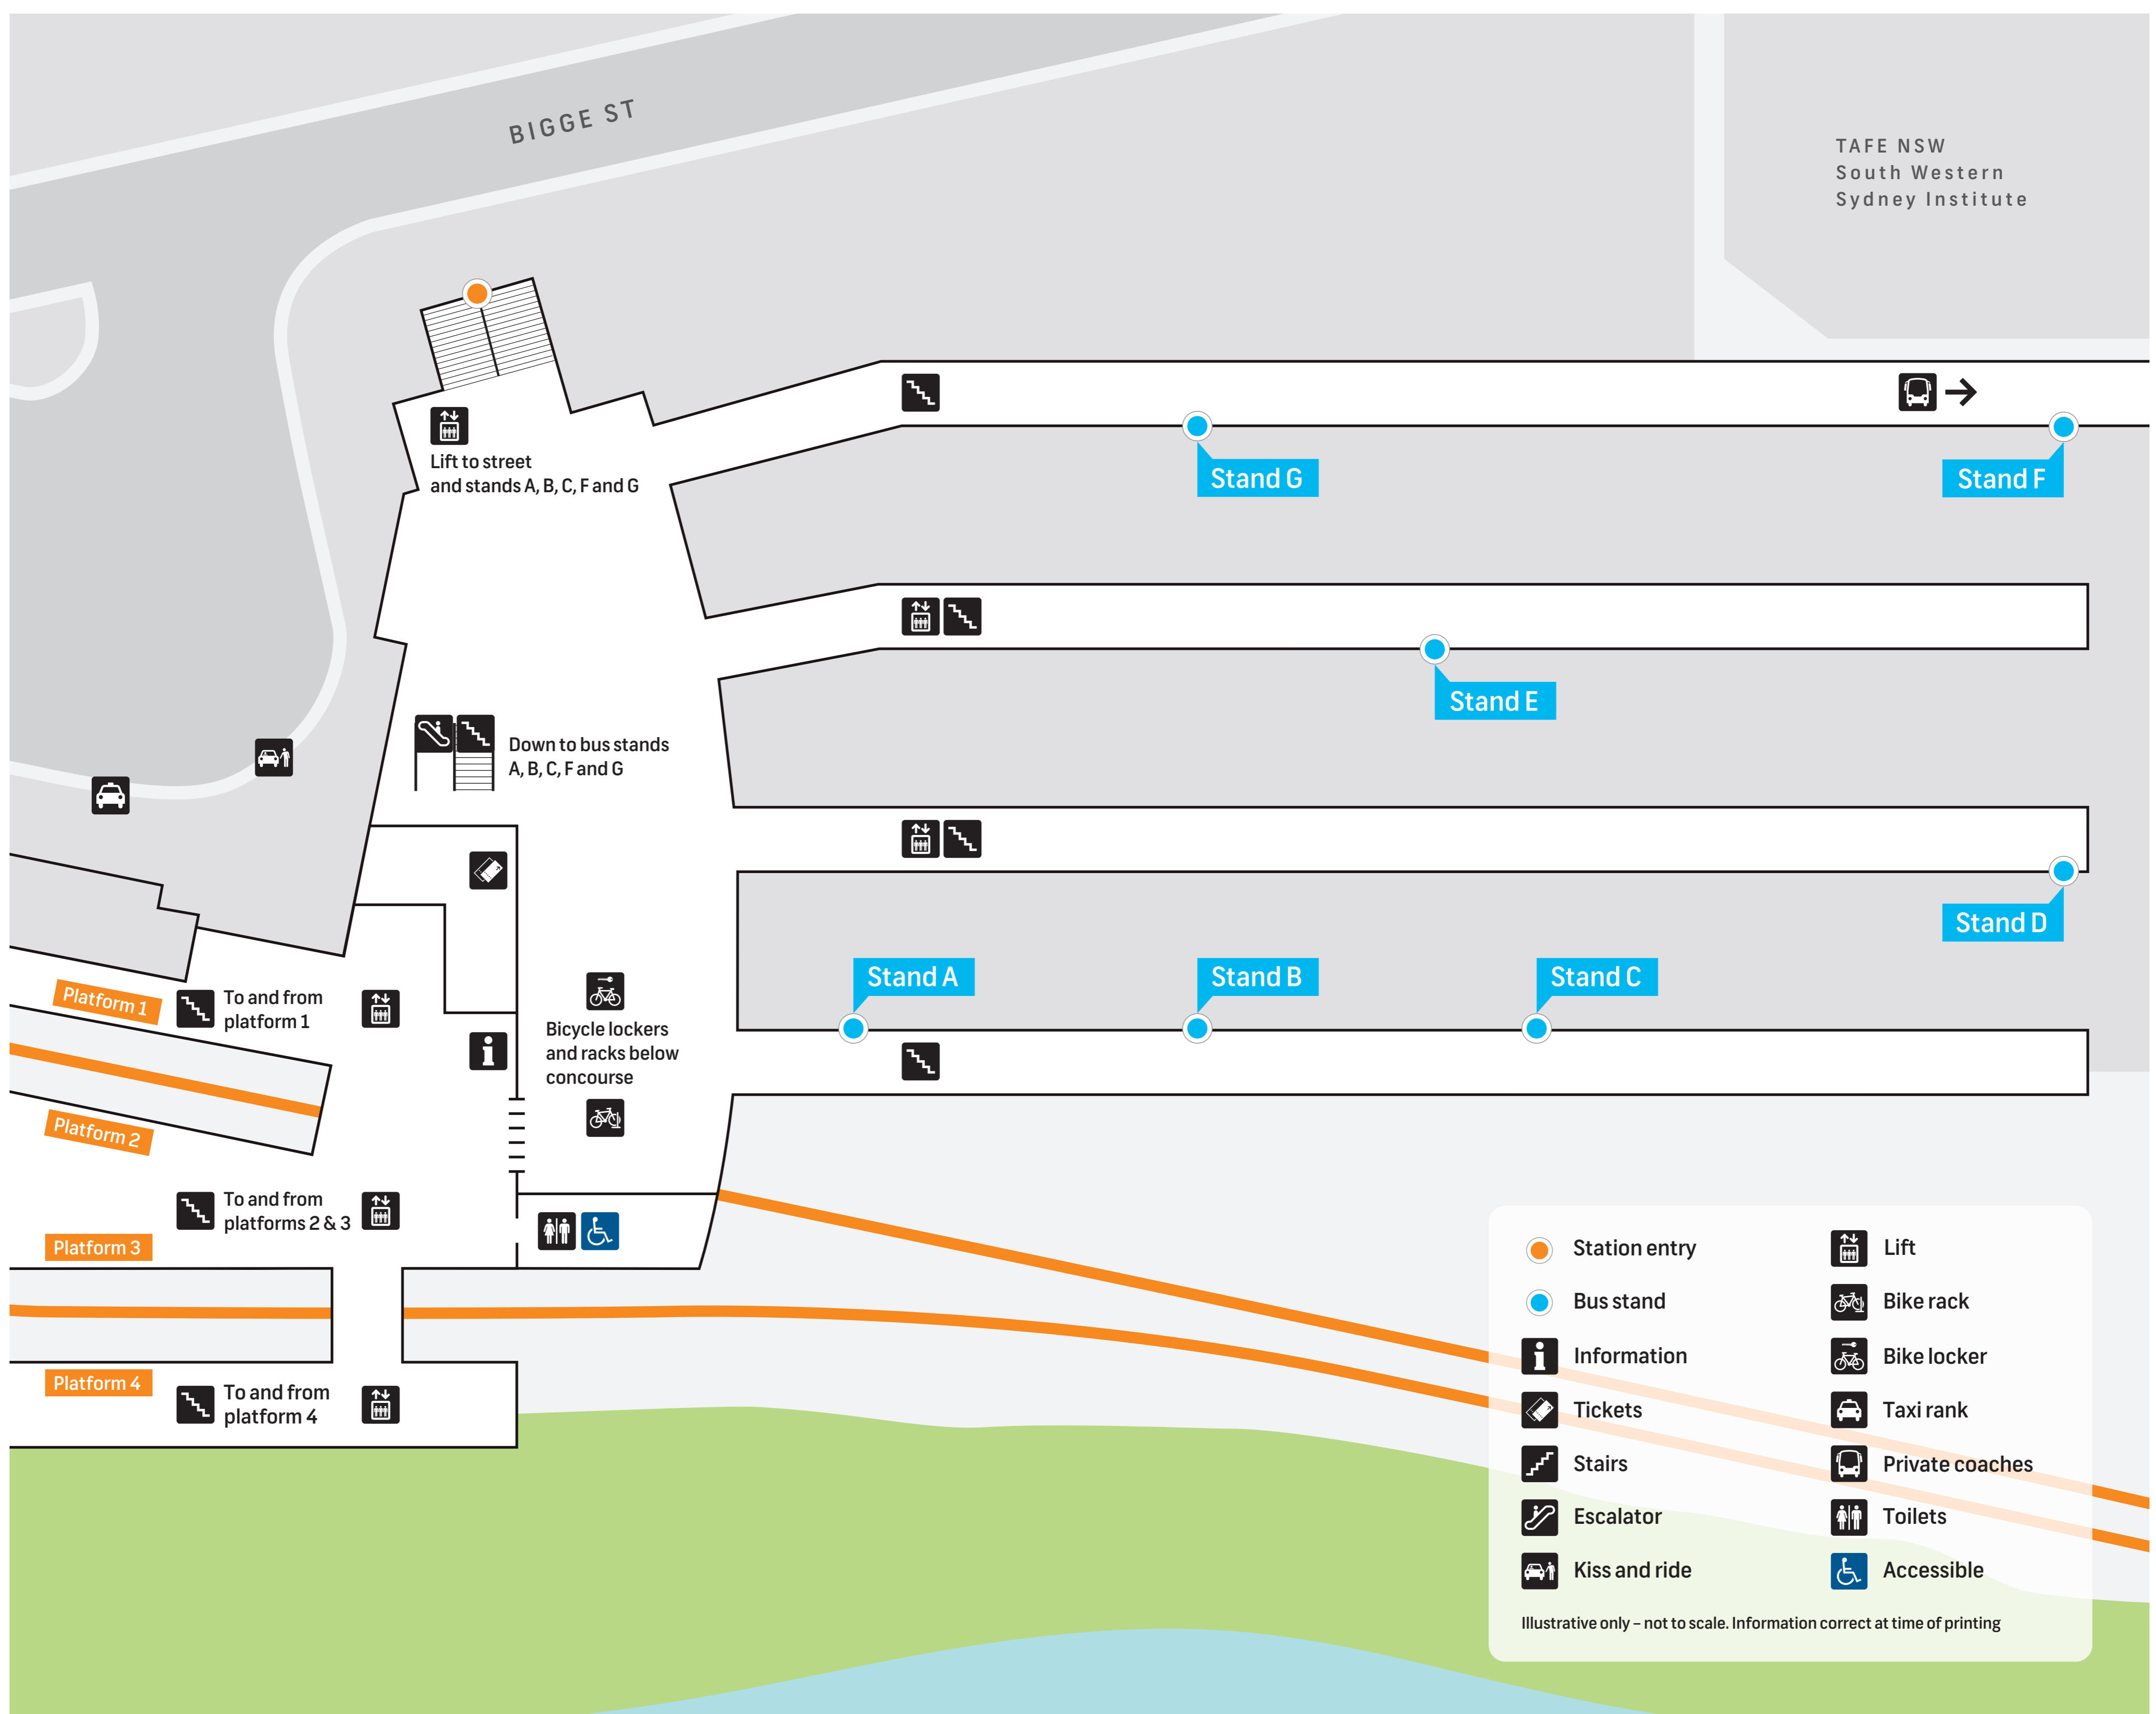 BIGGE ST
TAFE NSW
South Western
Sydney Institute
Lift to street
and stands A, B, C, F and G
Stand G
Stand F
Stand E
Down to bus stands
A, B, C, F and G
Stand D
Stand A
Stand B
Stand C
Platform 1
To and from
platform 1
Bicycle lockers
and racks below
concourse
Platform 2
To and from
platforms 2 & 3
Platform 3
Platform 4
To and from
platform 4
Station entry
Bus stand
Information
Tickets
Stairs
Escalator
Kiss and ride
Lift
Bike rack
Bike locker
Taxi rank
Private coaches
Toilets
Accessible
Illustrative only – not to scale. Information correct at time of printing